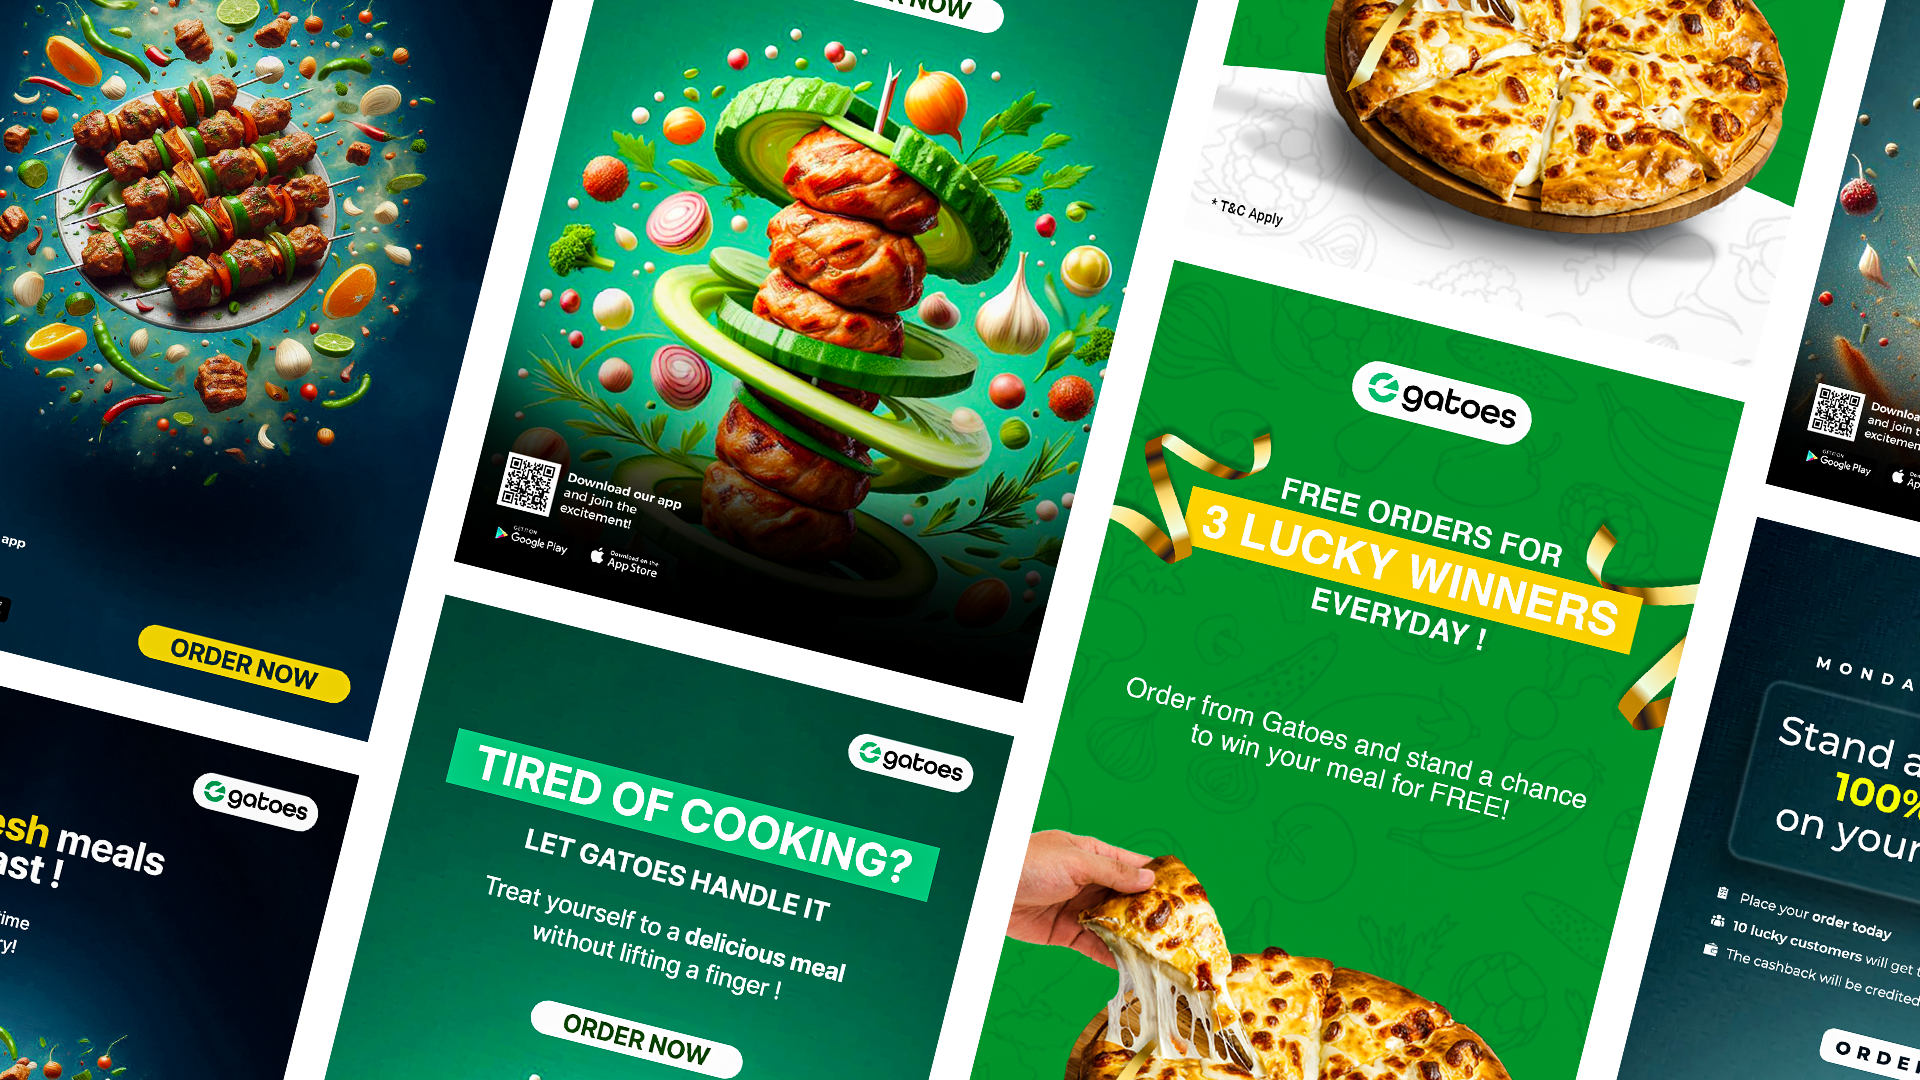 app
ORDER NOW
gatoes
esh meals
ast !
ime
ry!
R NOW
Download our app
and join the
excitement!
GET IT ON
Google Play
Download on the
App Store
gatoes
TIRED OF COOKING?
LET GATOES HANDLE IT
Treat yourself to a delicious meal
without lifting a finger !
ORDER NOW
* T&C Apply
gatoes
FREE ORDERS FOR
3 LUCKY WINNERS
EVERYDAY !
Order from Gatoes and stand a chance
to win your meal for FREE!
Downloa
and join t
excitemen
GET IT ON
Google Play
Ap
MONDA
Stand a
100%
on your
Place your order today
10 lucky customers will get t
The cashback will be credited
ORDE